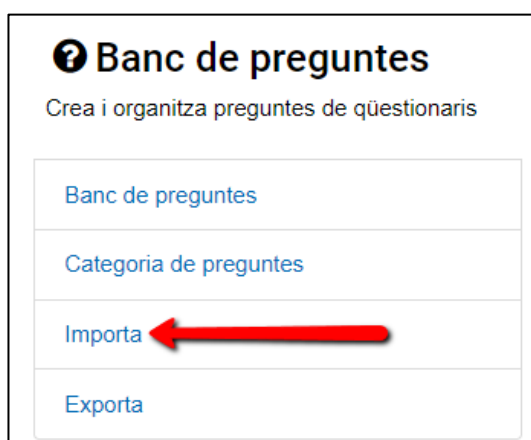 Banc de preguntes
Crea i organitza preguntes de qüestionaris
Banc de preguntes
Categoria de preguntes
Importa
Exporta